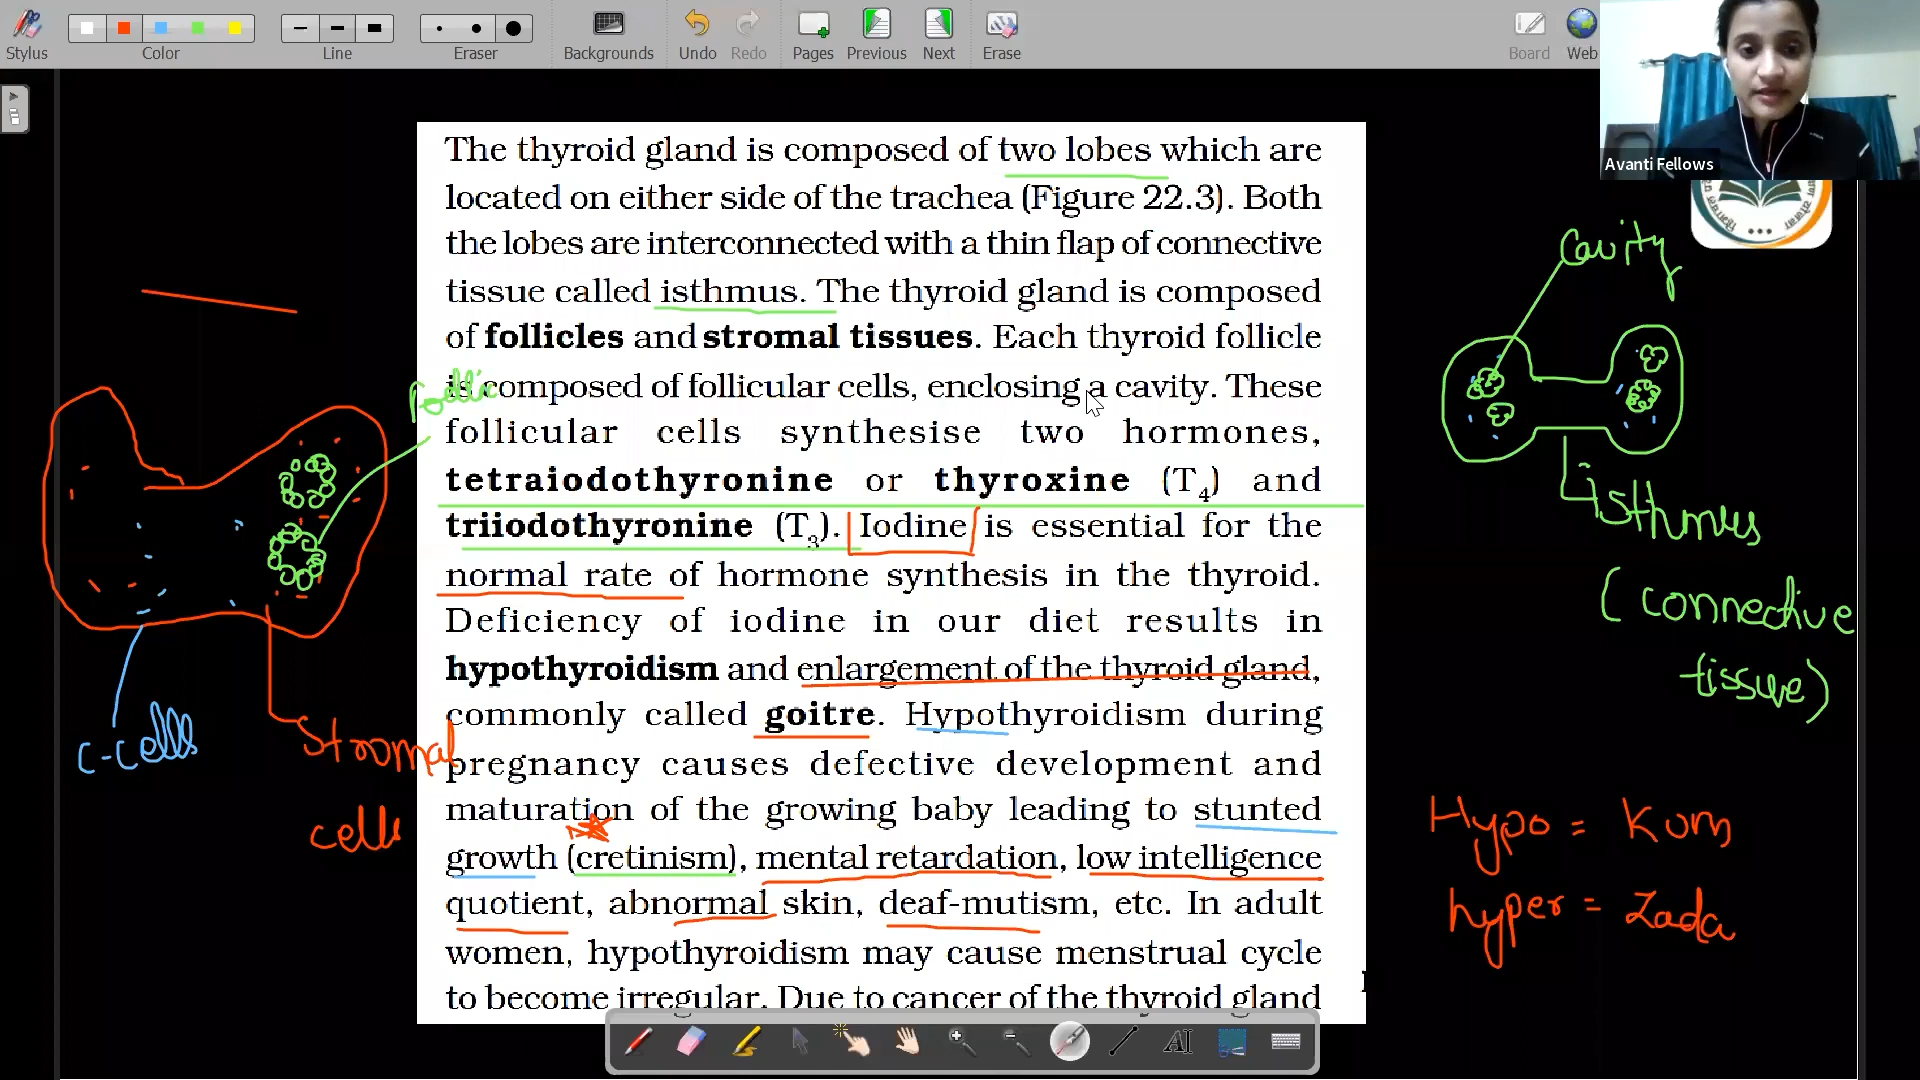 Stylus
Color
Line
Eraser
Backgrounds
Undo
Redo
Pages
Previous
Next
Erase
Board
Web
Avanti Fellows
The thyroid gland is composed of two lobes which are
located on either side of the trachea (Figure 22.3). Both
the lobes are interconnected with a thin flap of connective
tissue called isthmus. The thyroid gland is composed
of follicles and stromal tissues. Each thyroid follicle
is composed of follicular cells, enclosing a cavity. These
follicular cells synthesise two hormones,
tetraiodothyronine or thyroxine (T4) and
triiodothyronine (T3). Iodine is essential for the
normal rate of hormone synthesis in the thyroid.
Deficiency of iodine in our diet results in
hypothyroidism and enlargement of the thyroid gland,
commonly called goitre. Hypothyroidism during
pregnancy causes defective development and
maturation of the growing baby leading to stunted
growth (cretinism), mental retardation, low intelligence
quotient, abnormal skin, deaf-mutism, etc. In adult
women, hypothyroidism may cause menstrual cycle
to become irregular. Due to cancer of the thyroid gland
c-cells
Stromal
cells
Cavity
isthmus
(connective
tissue)
Hypo = Kum
hyper = Zada
AI